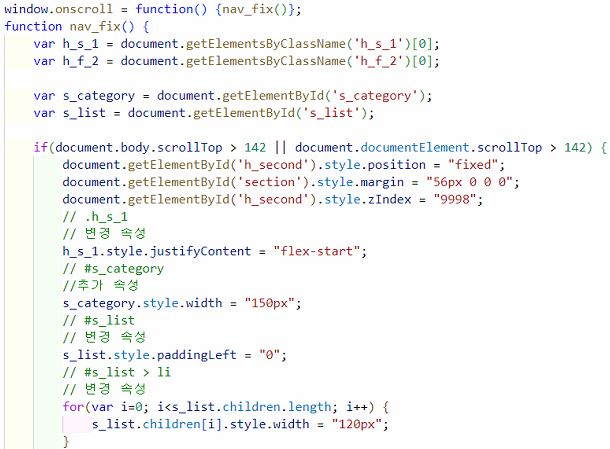 window.onscroll = function() {nav_fix()};
function nav_fix() {
    var h_s_1 = document.getElementsByClassName('h_s_1')[0];
    var h_f_2 = document.getElementsByClassName('h_f_2')[0];

    var s_category = document.getElementById('s_category');
    var s_list = document.getElementById('s_list');

    if(document.body.scrollTop > 142 || document.documentElement.scrollTop > 142) {
        document.getElementById('h_second').style.position = "fixed";
        document.getElementById('section').style.margin = "56px 0 0 0";
        document.getElementById('h_second').style.zIndex = "9998";
        // .h_s_1
        // 변경 속성
        h_s_1.style.justifyContent = "flex-start";
        // #s_category
        //추가 속성
        s_category.style.width = "150px";
        // #s_list
        // 변경 속성
        s_list.style.paddingLeft = "0";
        // #s_list > li
        // 변경 속성
        for(var i=0; i<s_list.children.length; i++) {
            s_list.children[i].style.width = "120px";
        }